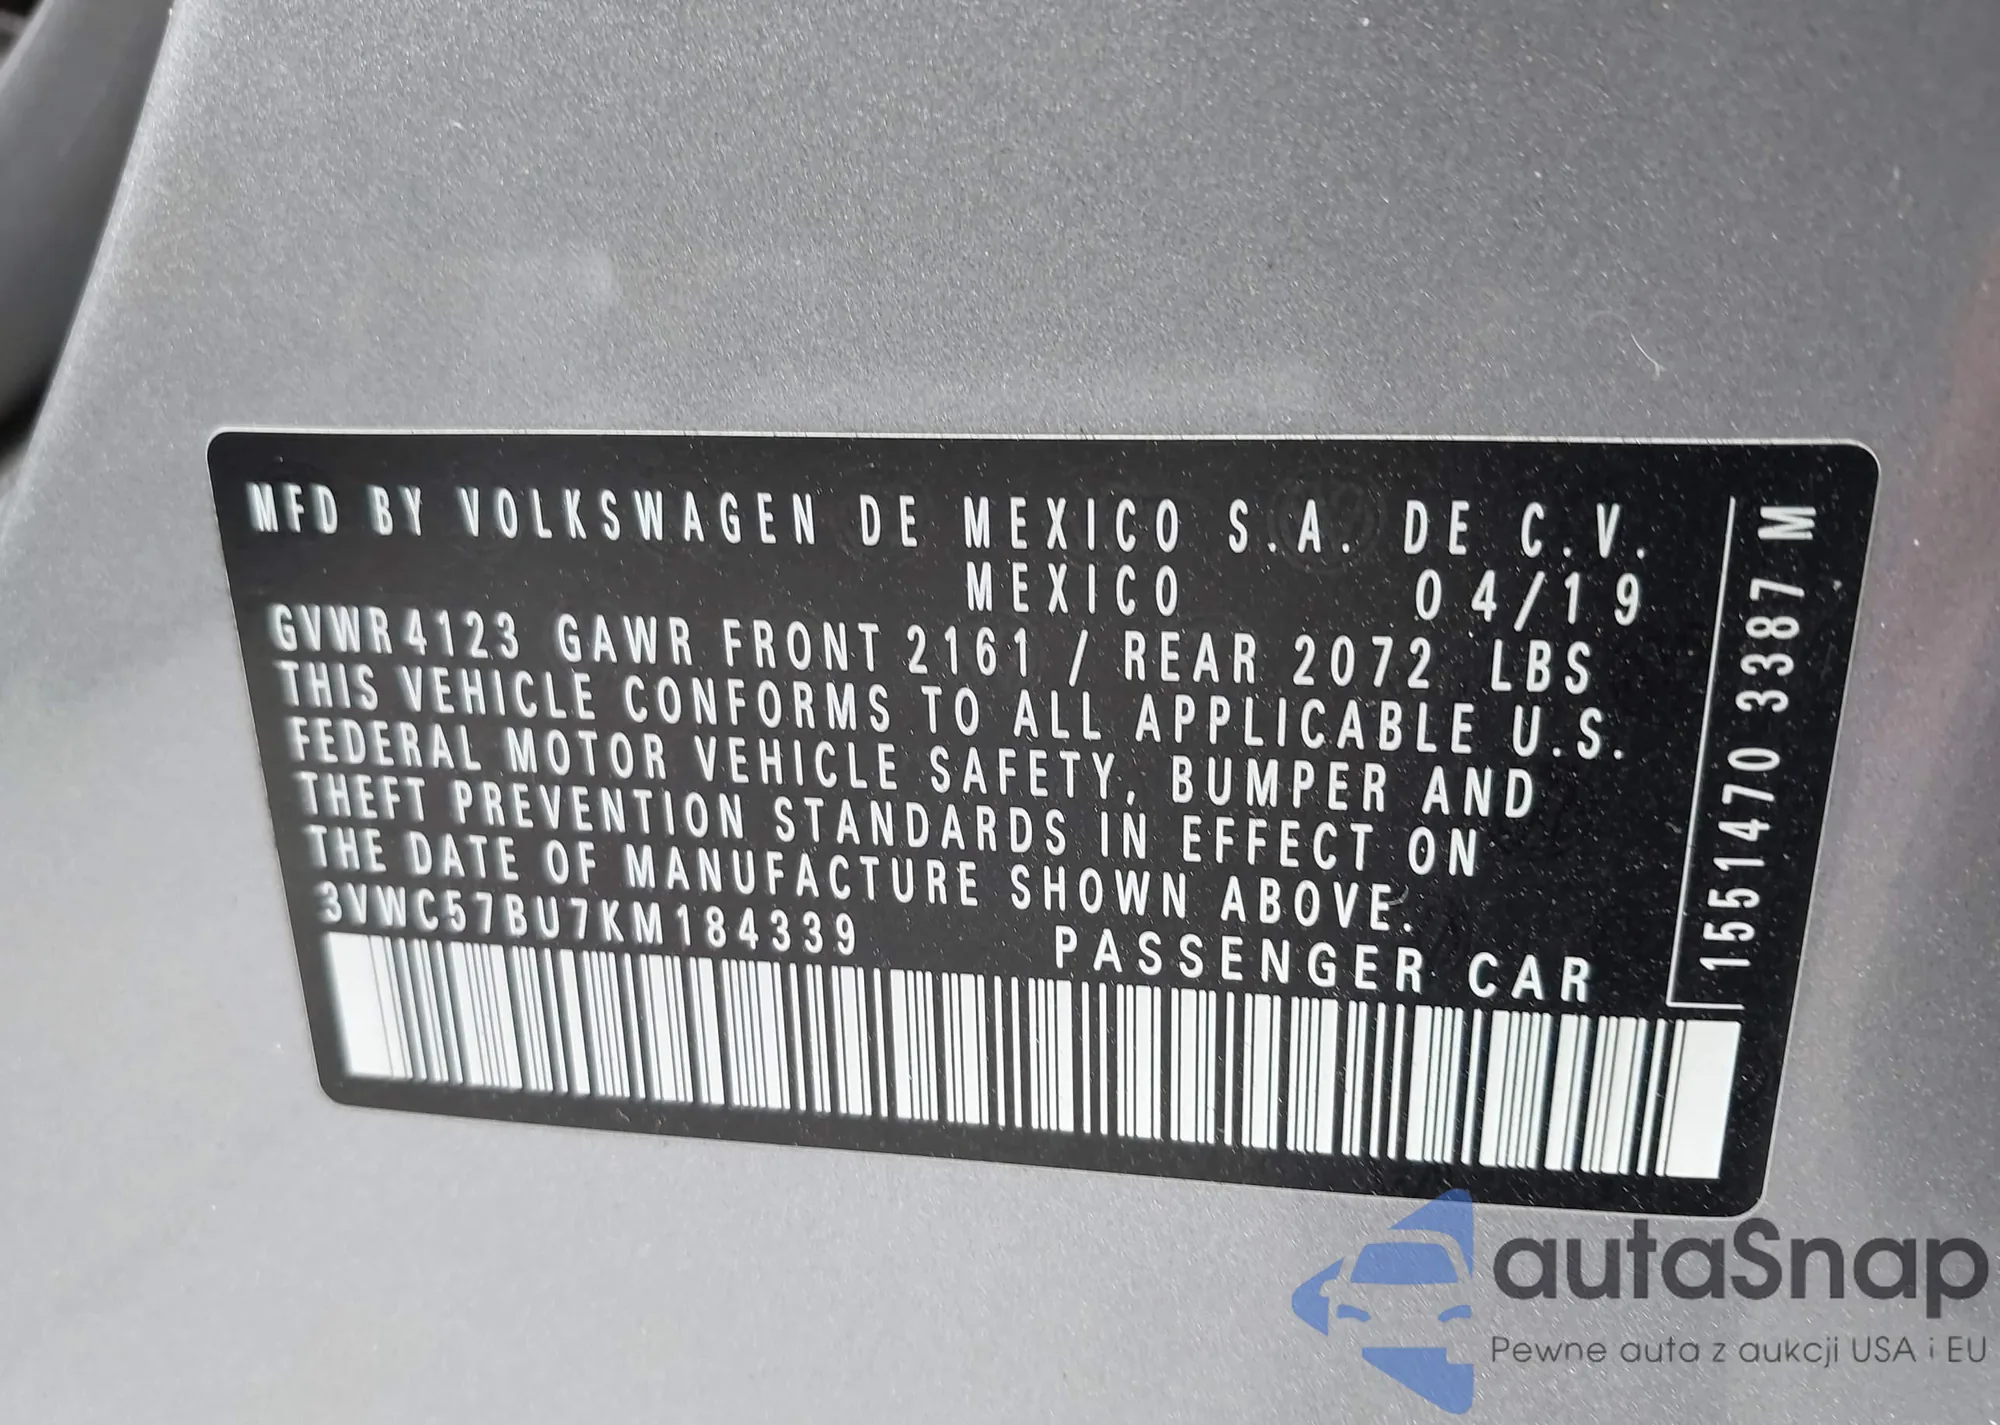 MFD BY VOLKSWAGEN DE MEXICO S.A. DE C.V.
MEXICO 04/19
GVWR 4123 GAWR FRONT 2161 / REAR 2072 LBS
THIS VEHICLE CONFORMS TO ALL APPLICABLE U.S.
FEDERAL MOTOR VEHICLE SAFETY, BUMPER AND
THEFT PREVENTION STANDARDS IN EFFECT ON
THE DATE OF MANUFACTURE SHOWN ABOVE.
3VWC57BU7KM184339 PASSENGER CAR
1551470 3387 M
autaSnap
Pewne auta z aukcji USA i EU